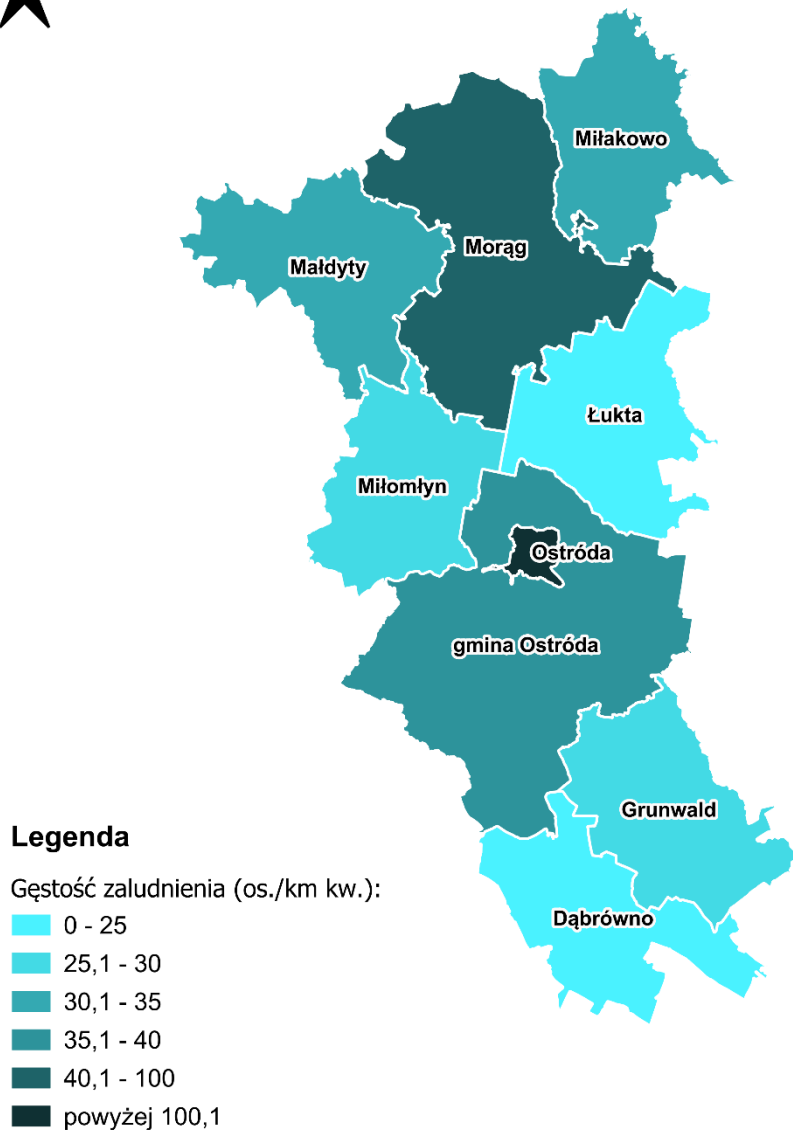 Miłakowo
Morąg
Małdyty
Łukta
Miłomłyn
Ostróda
gmina Ostróda
Grunwald
Dąbrówno
Legenda
Gęstość zaludnienia (os./km kw.):
0 - 25
25,1 - 30
30,1 - 35
35,1 - 40
40,1 - 100
powyżej 100,1